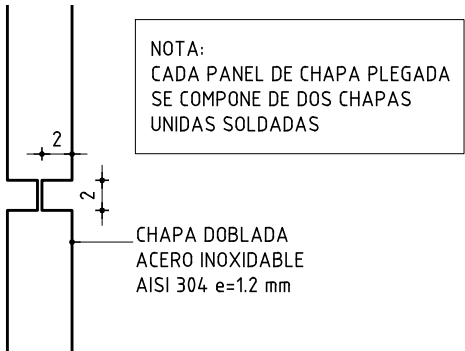 NOTA:
CADA PANEL DE CHAPA PLEGADA
SE COMPONE DE DOS CHAPAS
UNIDAS SOLDADAS
2
2
CHAPA DOBLADA
ACERO INOXIDABLE
AISI 304 e=1.2 mm